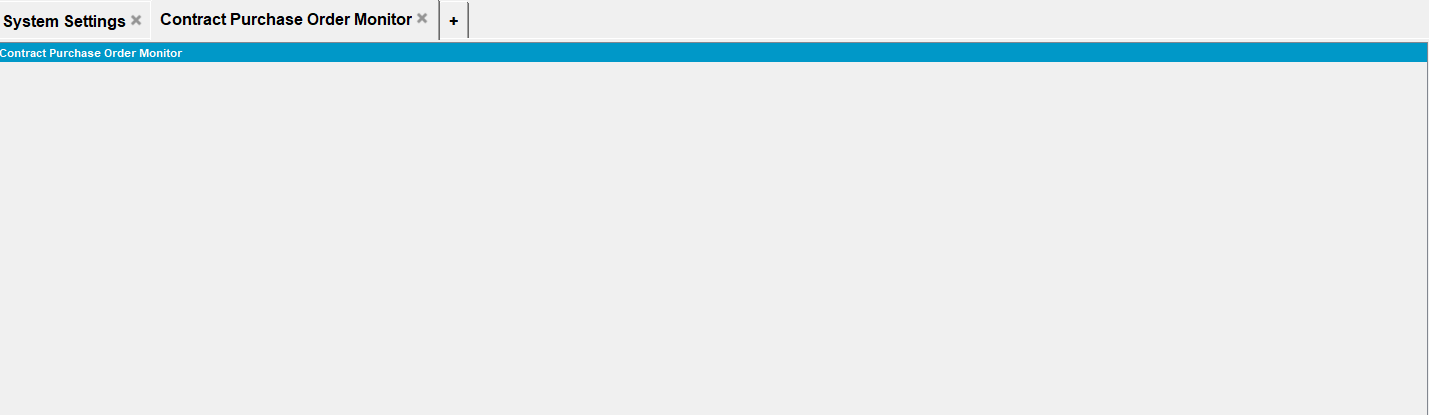 System Settings × Contract Purchase Order Monitor × +
Contract Purchase Order Monitor